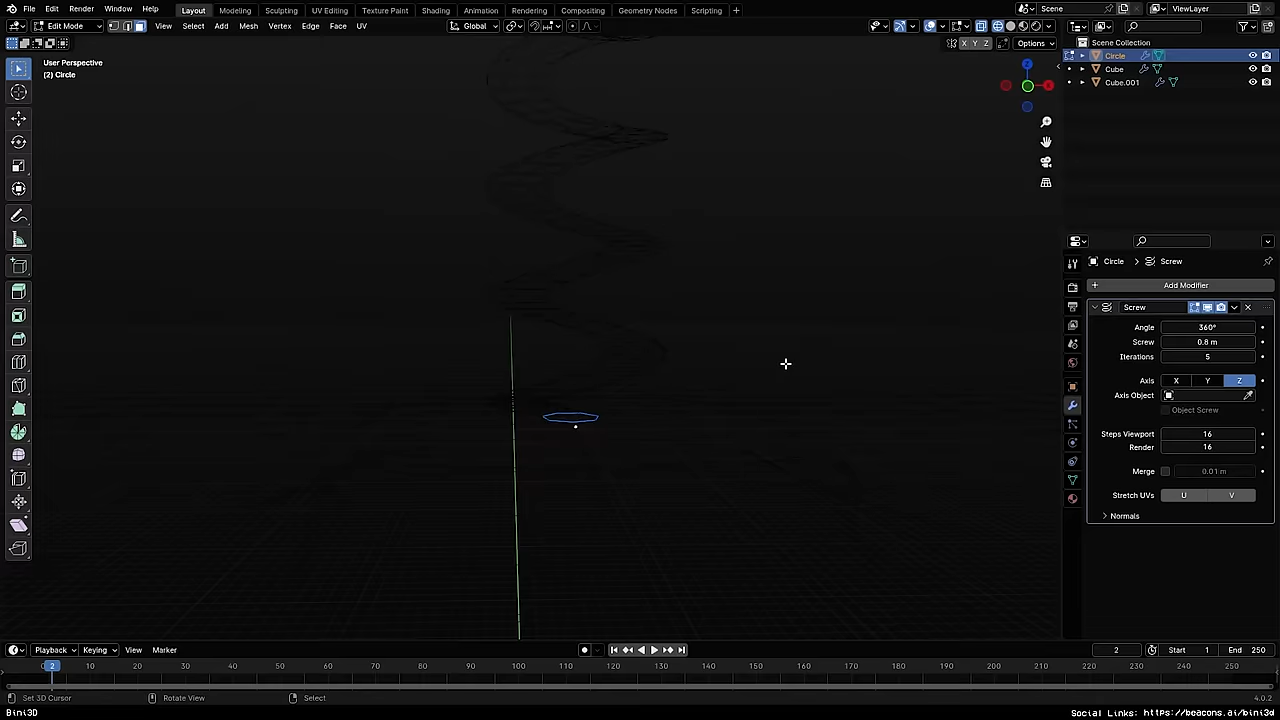 File Edit Render Window Help Layout Modeling Sculpting UV Editing Texture Paint Shading Animation Rendering Compositing Geometry Nodes Scripting Scene ViewLayer
Edit Mode View Select Add Mesh Vertex Edge Face UV Global
X Y Z Options
User Perspective
(2) Circle
Scene Collection
Circle
Cube
Cube.001
Circle > Screw
Add Modifier
Screw
Angle 360°
Screw 0.8 m
Iterations 5
Axis X Y Z
Axis Object
Object Screw
Steps Viewport 16
Render 16
Merge 0.01 m
Stretch UVs U V
Normals
Playback Keying View Marker 2 Start 1 End 250
0 2 10 20 30 40 50 60 70 80 90 100 110 120 130 140 150 160 170 180 190 200 210 220 230 240 250
Set 3D Cursor Rotate View Select 4.0.2
Bini3D Social Links: https://beacons.ai/bini3d